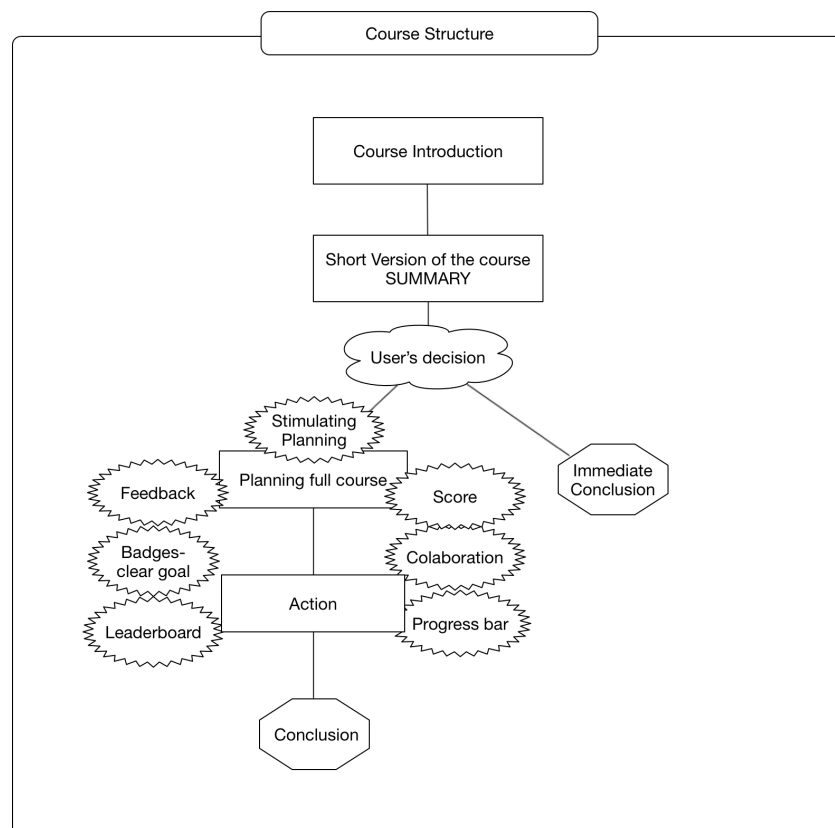 Course Structure
Course Introduction
Short Version of the course
SUMMARY
User's decision
Stimulating
Planning
Immediate
Conclusion
Planning full course
Feedback
Score
Badges-
clear goal
Colaboration
Action
Leaderboard
Progress bar
Conclusion